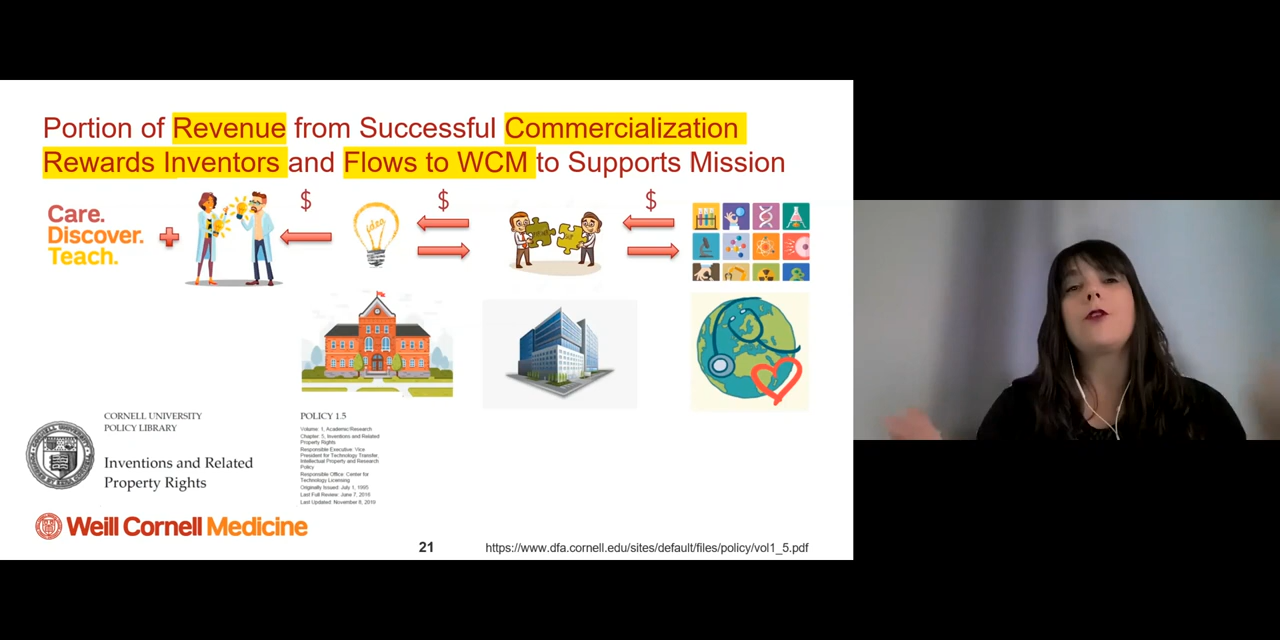 Portion of Revenue from Successful Commercialization
Rewards Inventors and Flows to WCM to Supports Mission
$ $ $
Care.
Discover.
Teach.
idea
CORNELL UNIVERSITY
POLICY LIBRARY
Inventions and Related
Property Rights
POLICY 1.5
Volume: 1, Academic Research
Chapter: 5, Inventions and Related
Property Rights
Responsible Executive: Vice
President for Technology Transfer,
Intellectual Property and Research
Policy
Responsible Office: Center for
Technology Licensing
Originally Issued: July 1, 1995
Last Full Review: June 7, 2016
Last Updated: November 8, 2019
Weill Cornell Medicine
21
https://www.dfa.cornell.edu/sites/default/files/policy/vol1_5.pdf